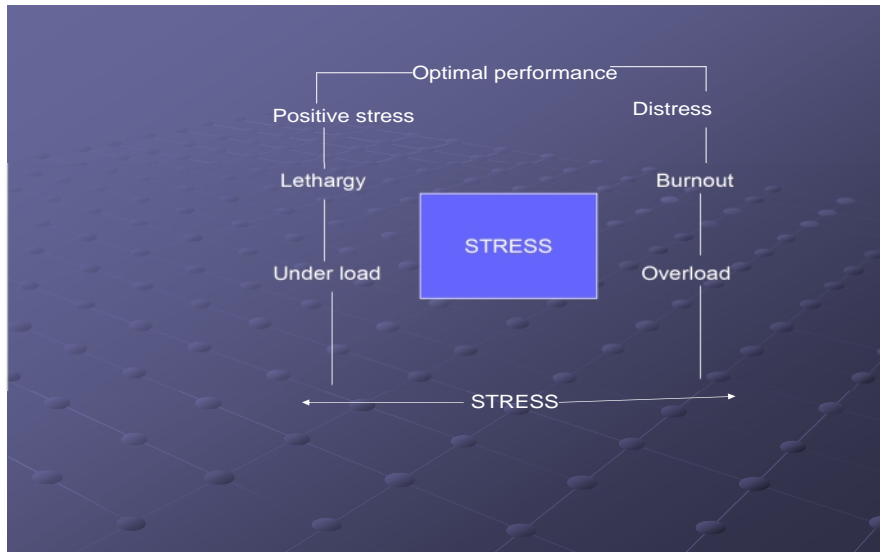 Optimal performance
Positive stress
Distress
Lethargy
Burnout
STRESS
Under load
Overload
STRESS